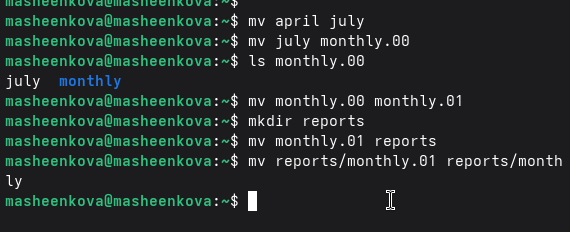 masheenkova@masheenkova:~$
masheenkova@masheenkova:~$ mv april july
masheenkova@masheenkova:~$ mv july monthly.00
masheenkova@masheenkova:~$ ls monthly.00
july  monthly
masheenkova@masheenkova:~$ mv monthly.00 monthly.01
masheenkova@masheenkova:~$ mkdir reports
masheenkova@masheenkova:~$ mv monthly.01 reports
masheenkova@masheenkova:~$ mv reports/monthly.01 reports/month
ly
masheenkova@masheenkova:~$